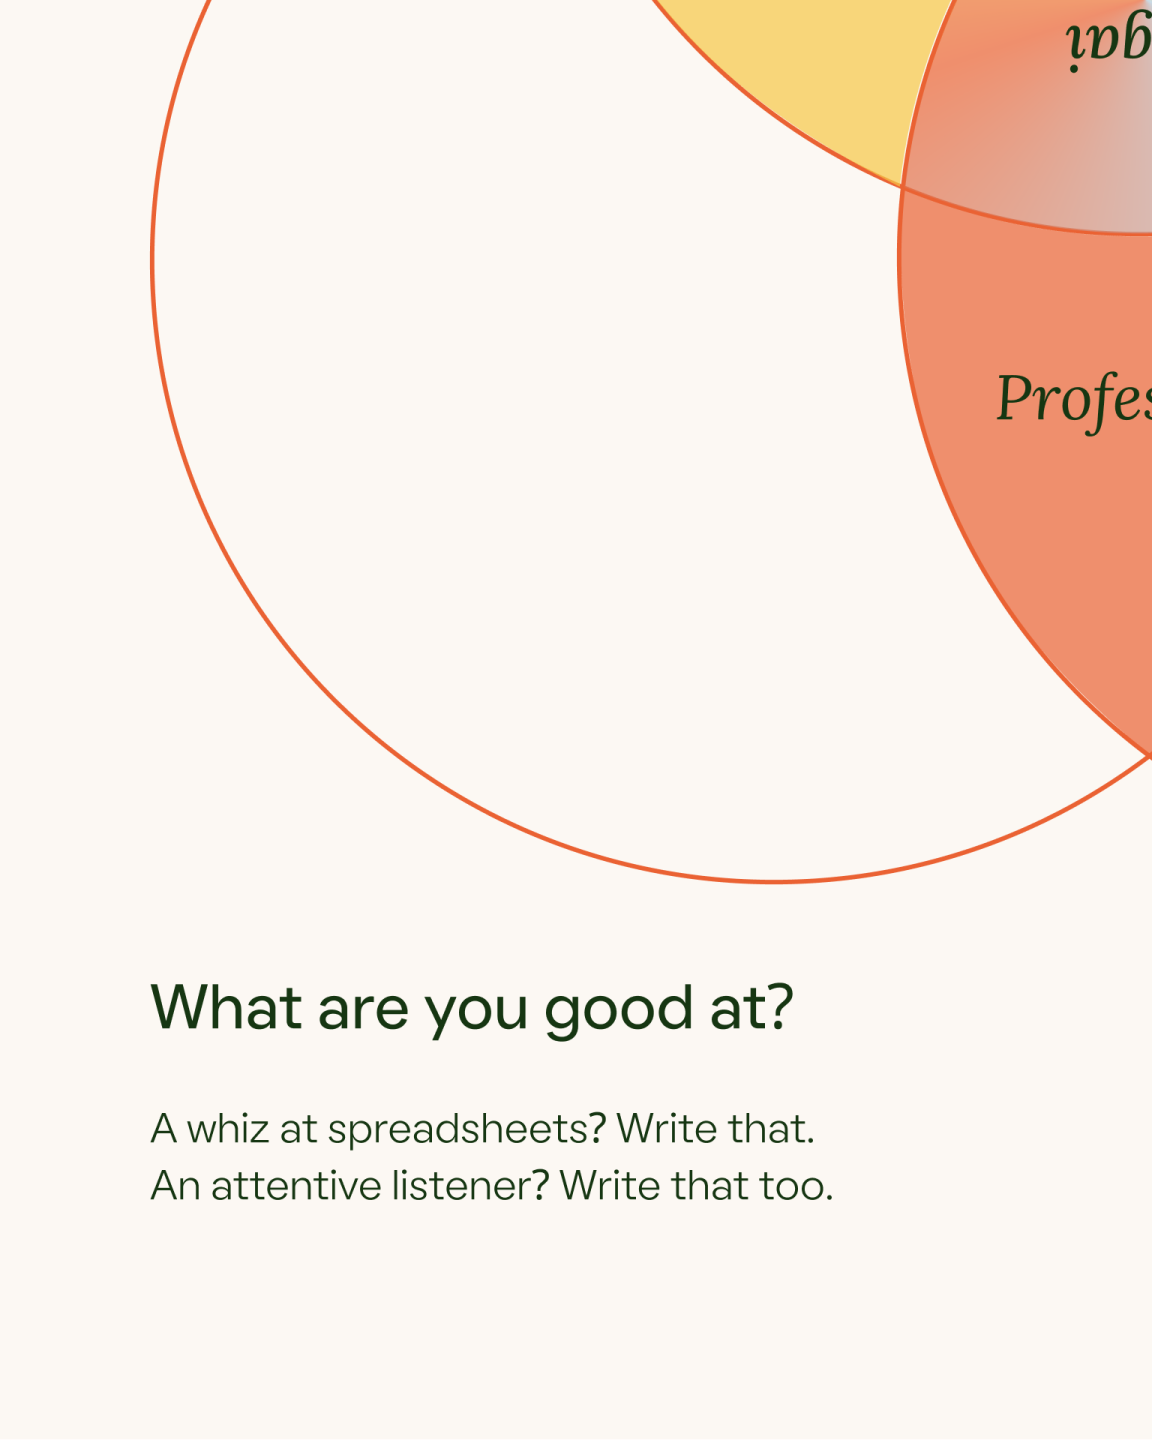 gai
Profes
What are you good at?
A whiz at spreadsheets? Write that.
An attentive listener? Write that too.